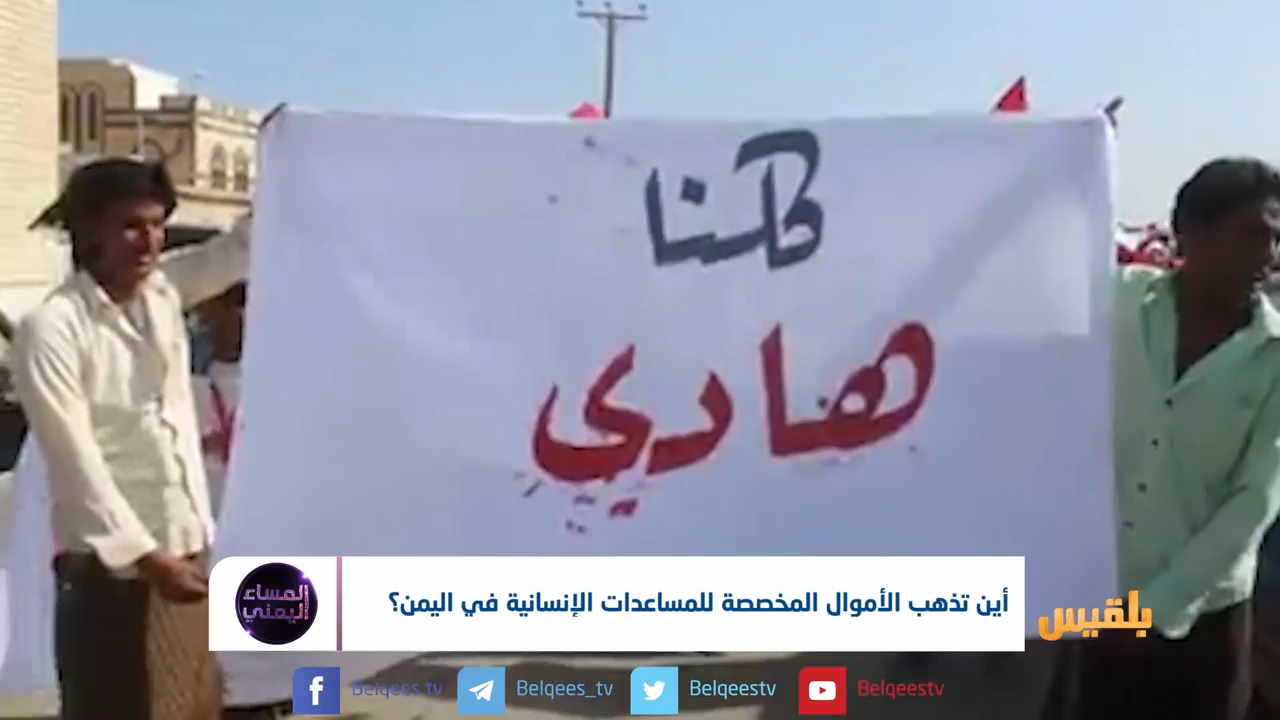 كلنا
هادي
المساء
اليمني
أين تذهب الأموال المخصصة للمساعدات الإنسانية في اليمن؟
بلقيس
Belqees tv
Belqees_tv
Belqeestv
Belqeestv